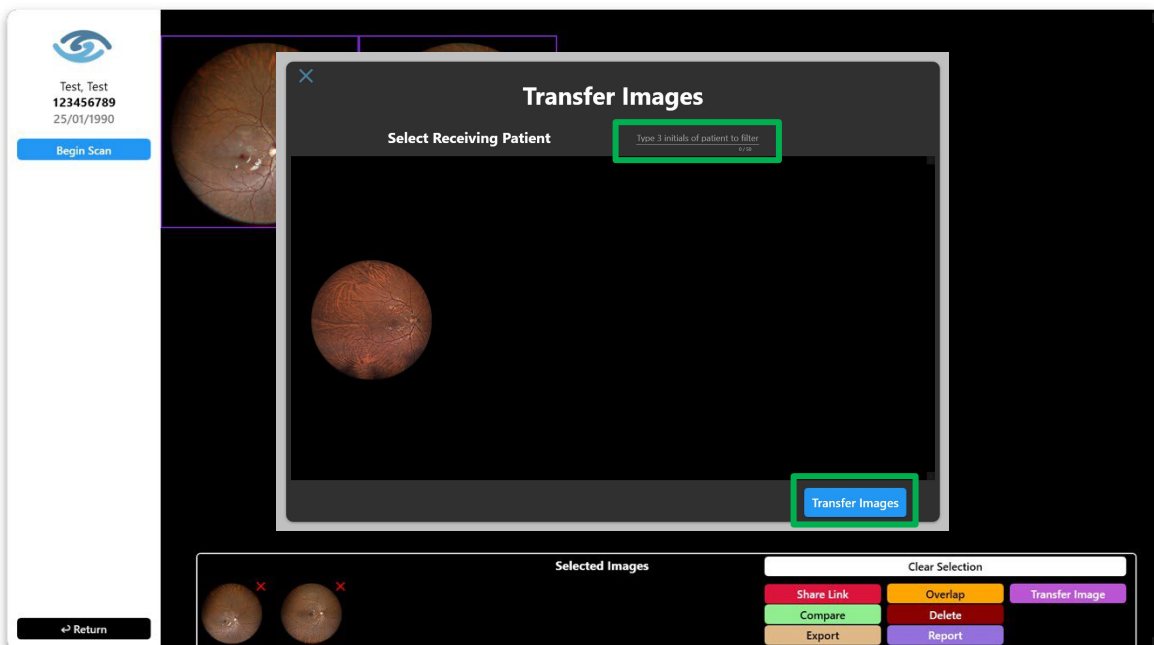 Test, Test
123456789
25/01/1990
Begin Scan
Transfer Images
Select Receiving Patient
Type 3 initials of patient to filter
Transfer Images
Selected Images
Clear Selection
Share Link
Overlap
Transfer Image
Compare
Delete
Export
Report
↵ Return